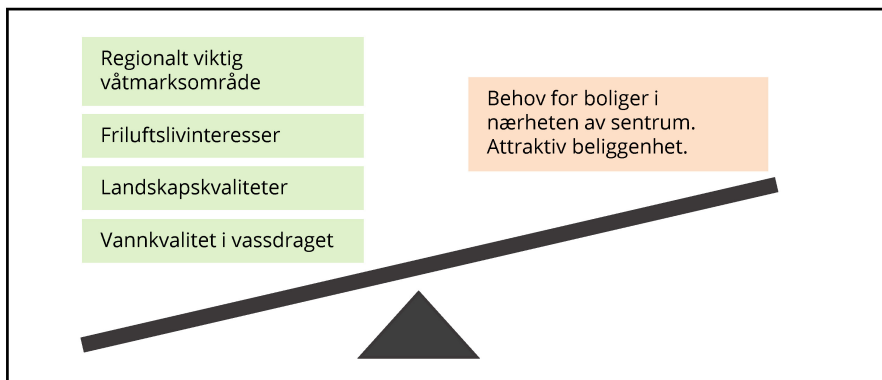 Regionalt viktig
våtmarksområde
Friluftslivinteresser
Landskapskvaliteter
Vannkvalitet i vassdraget
Behov for boliger i
nærheten av sentrum.
Attraktiv beliggenhet.